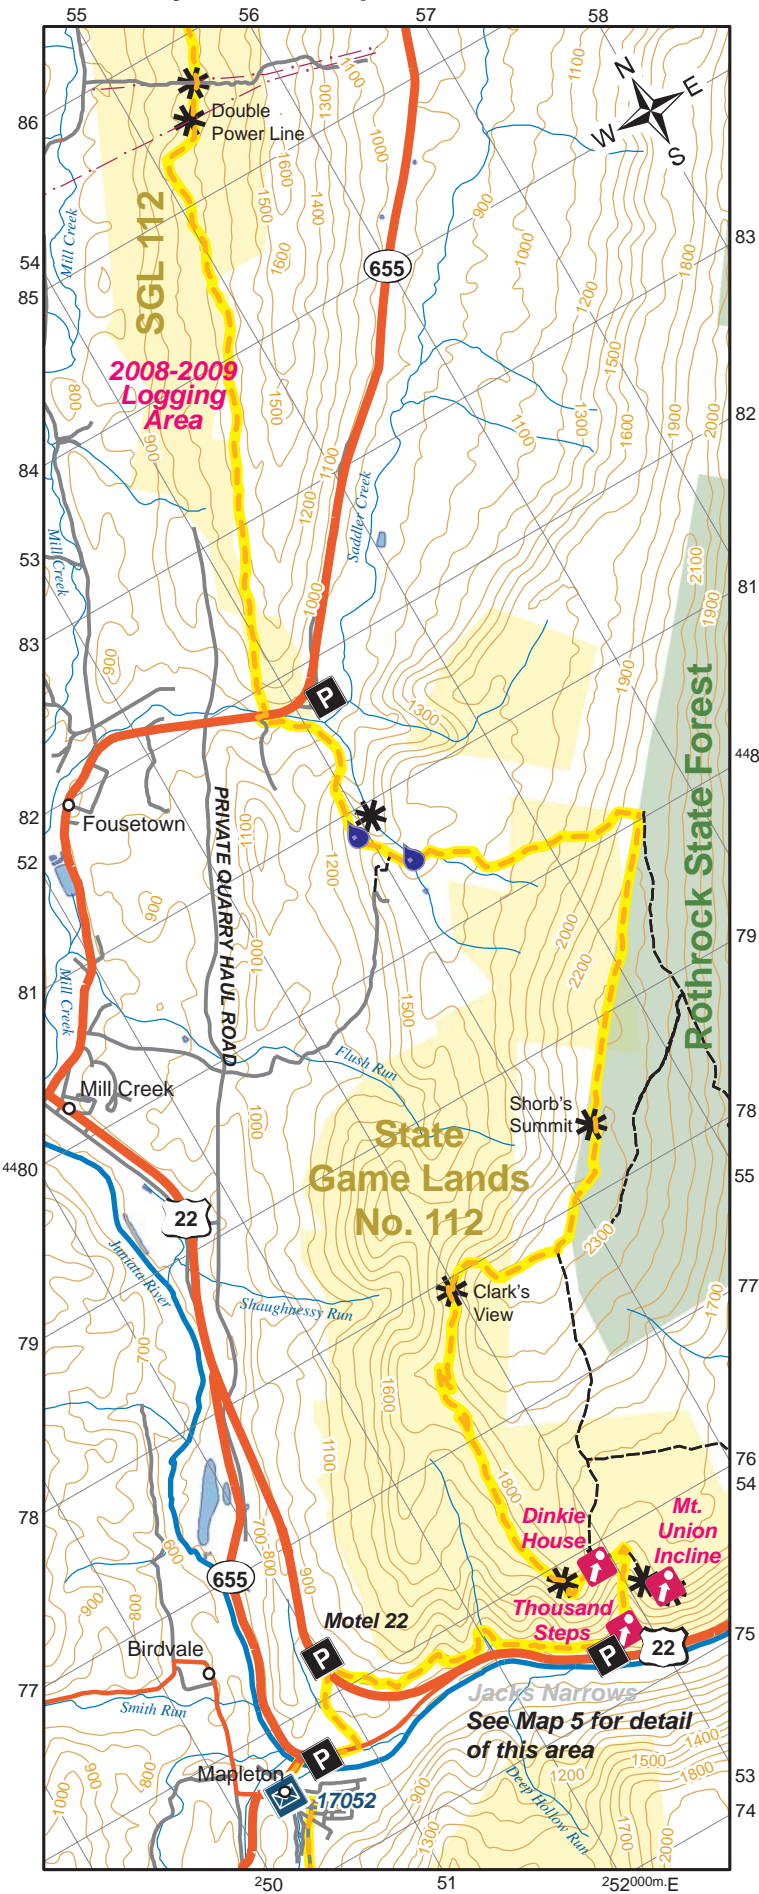 55
56
57
58
86
54
85
84
53
83
82
52
81
4480
79
78
77
83
82
81
448
79
78
55
77
76
54
75
53
74
250
51
252000m.E
N
E
W
S
Double
Power Line
SGL 112
2008-2009
Logging
Area
655
Mill Creek
Mill Creek
Mill Creek
Saddler Creek
P
Fousetown
PRIVATE QUARRY HAUL ROAD
Rothrock State Forest
Mill Creek
Flush Run
Shorb's
Summit
State
Game Lands
No. 112
22
Juniata River
Shaughnessy Run
Clark's
View
Dinkie
House
Mt.
Union
Incline
Thousand
Steps
655
Motel 22
P
P
22
Birdvale
Smith Run
Jacks Narrows
See Map 5 for detail
of this area
P
Mapleton
17052
Deep Hollow Run
1100
1300
1000
1600
1500
1400
1600
1500
1100
1200
1000
1100
900
1000
1200
1500
1800
1100
1300
1600
1900
2000
2100
1900
1900
1300
800
900
900
1100
1200
900
1000
1500
2000
2200
1000
2300
1700
700
1600
1100
1800
600
700
800
900
900
800
1000
900
800
900
1300
1200
1500
1400
1800
1700
2000